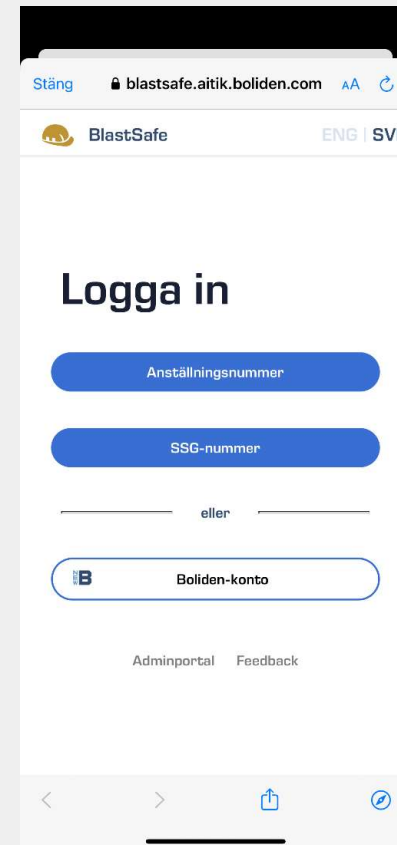 Stäng blastsafe.aitik.boliden.com AA
BlastSafe ENG | SV
Logga in
Anställningsnummer
SSG-nummer
eller
NEW B Boliden-konto
Adminportal Feedback